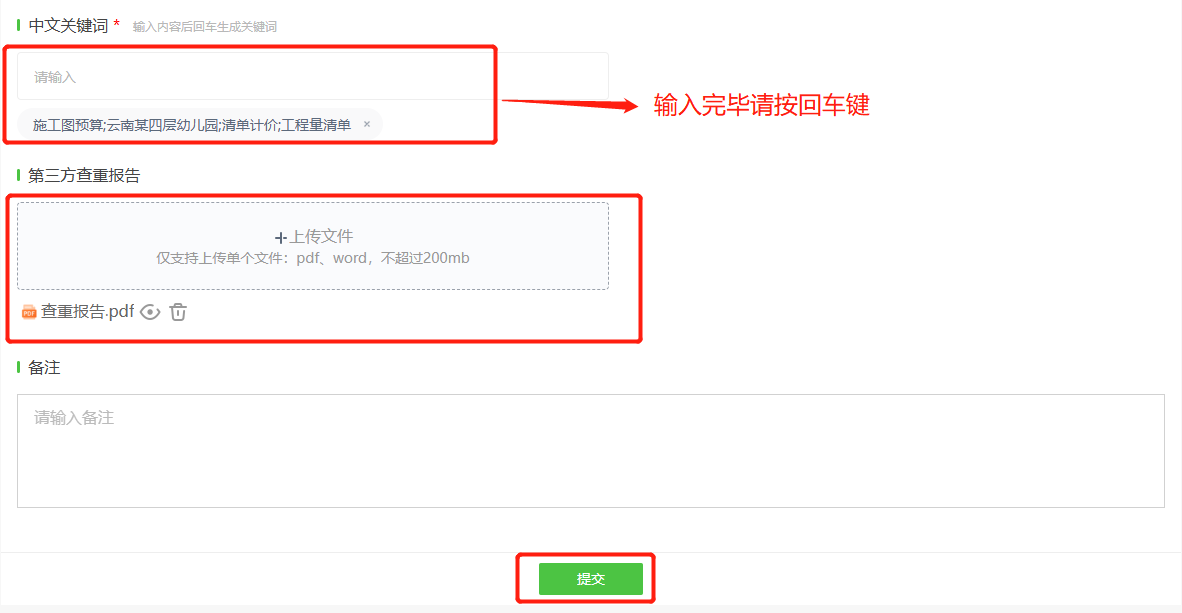 中文关键词 * 输入内容后回车生成关键词
请输入
输入完毕请按回车键
施工图预算;云南某四层幼儿园;清单计价;工程量清单 ×
第三方查重报告
+上传文件
仅支持上传单个文件：pdf、word，不超过200mb
PDF 查重报告.pdf
备注
请输入备注
提交